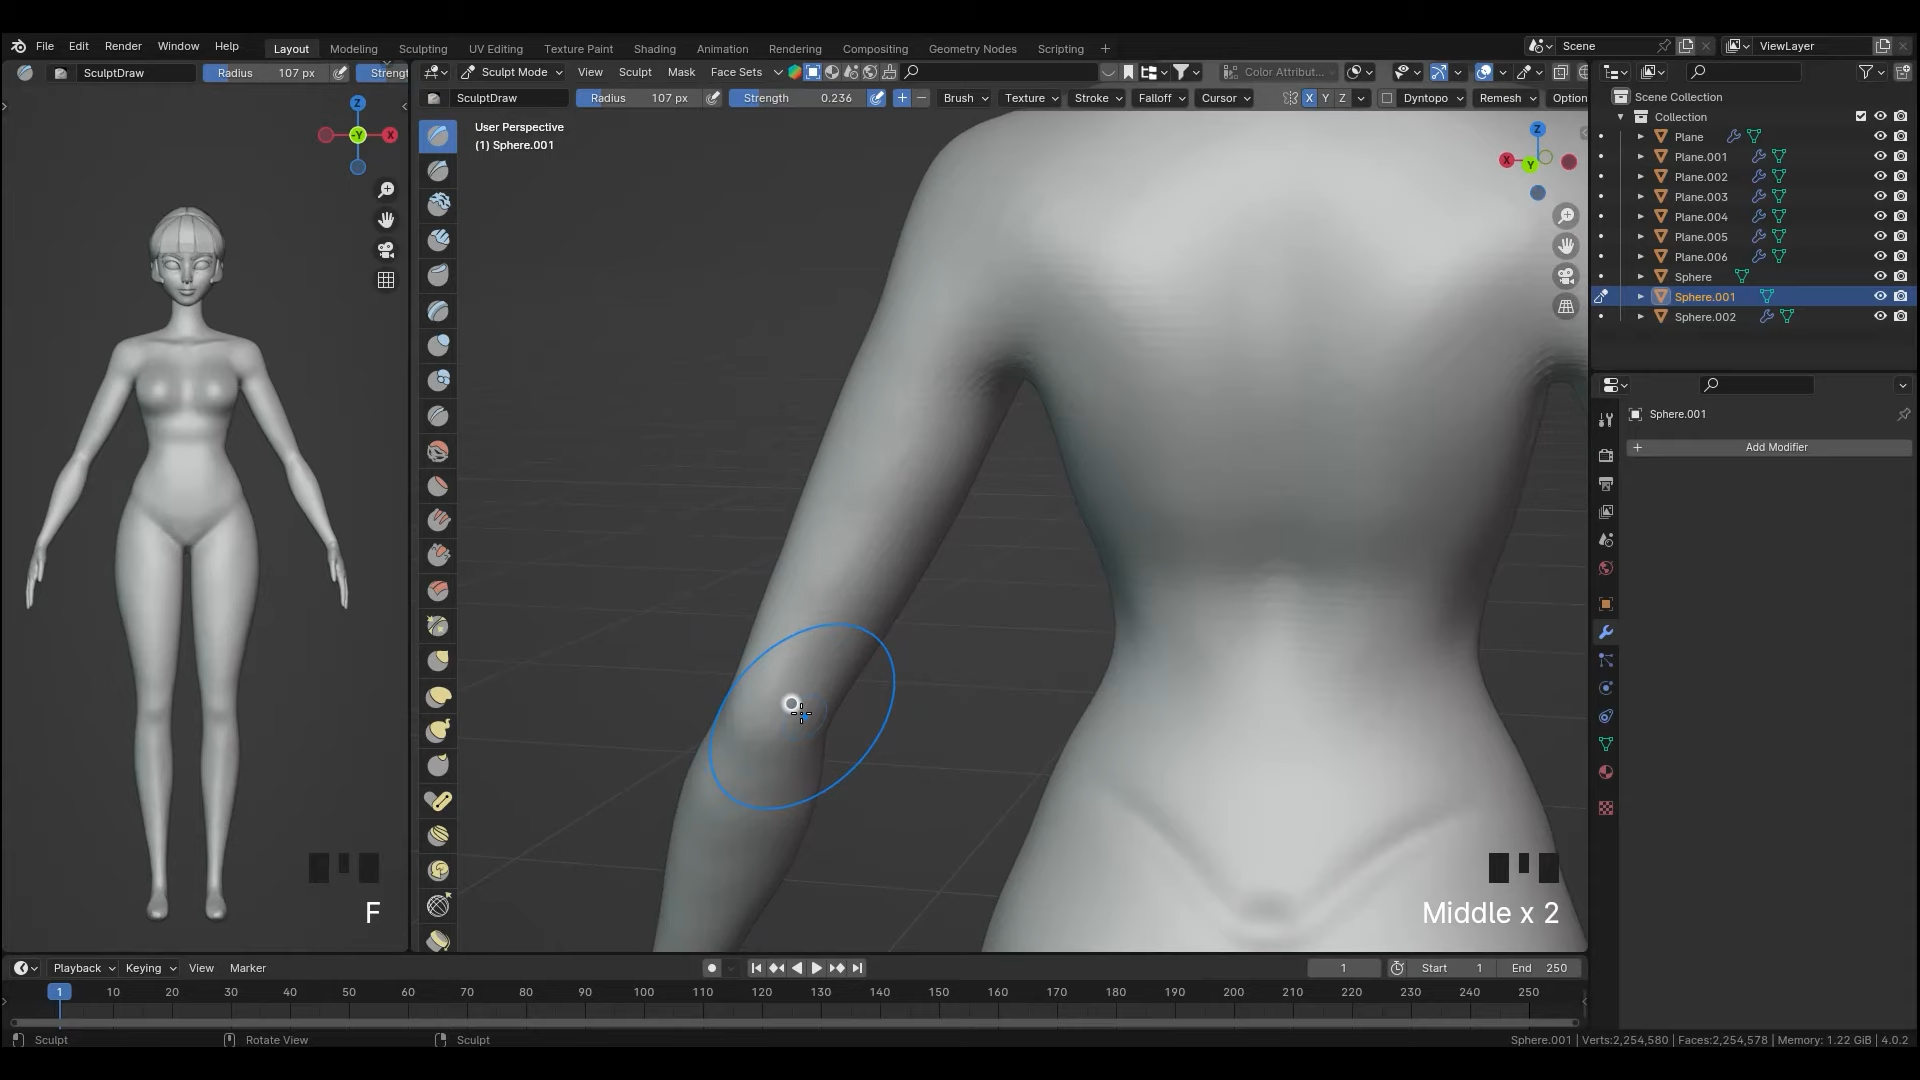 File Edit Render Window Help Layout Modeling Sculpting UV Editing Texture Paint Shading Animation Rendering Compositing Geometry Nodes Scripting + Scene ViewLayer
SculptDraw Radius 107 px Strengt Sculpt Mode View Sculpt Mask Face Sets Color Attribut...
SculptDraw Radius 107 px Strength 0.236 Brush Texture Stroke Falloff Cursor X Y Z Dyntopo Remesh Option
Scene Collection
Collection
Plane
Plane.001
Plane.002
Plane.003
Plane.004
Plane.005
Plane.006
Sphere
Sphere.001
Sphere.002
Z
-Y X
User Perspective
(1) Sphere.001
Z
X Y
Sphere.001
+ Add Modifier
F
Middle x 2
Playback Keying View Marker 1 Start 1 End 250
1 10 20 30 40 50 60 70 80 90 100 110 120 130 140 150 160 170 180 190 200 210 220 230 240 250
Sculpt Rotate View Sculpt Sphere.001 | Verts:2,254,580 | Faces:2,254,578 | Memory: 1.22 GiB | 4.0.2